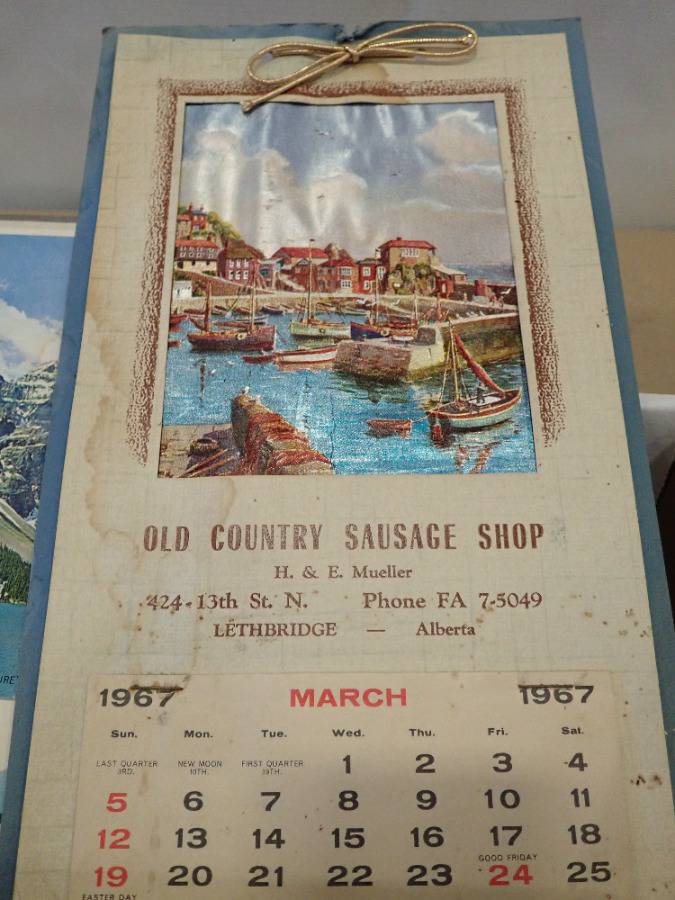 OLD COUNTRY SAUSAGE SHOP
H. & E. Mueller
424-13th St. N. Phone FA 7-5049
LETHBRIDGE — Alberta
1967 MARCH 1967
Sun. Mon. Tue. Wed. Thu. Fri. Sat.
LAST QUARTER 3RD. NEW MOON 10TH. FIRST QUARTER 18TH. 1 2 3 4
5 6 7 8 9 10 11
12 13 14 15 16 17 18
GOOD FRIDAY
19 20 21 22 23 24 25
EASTER DAY